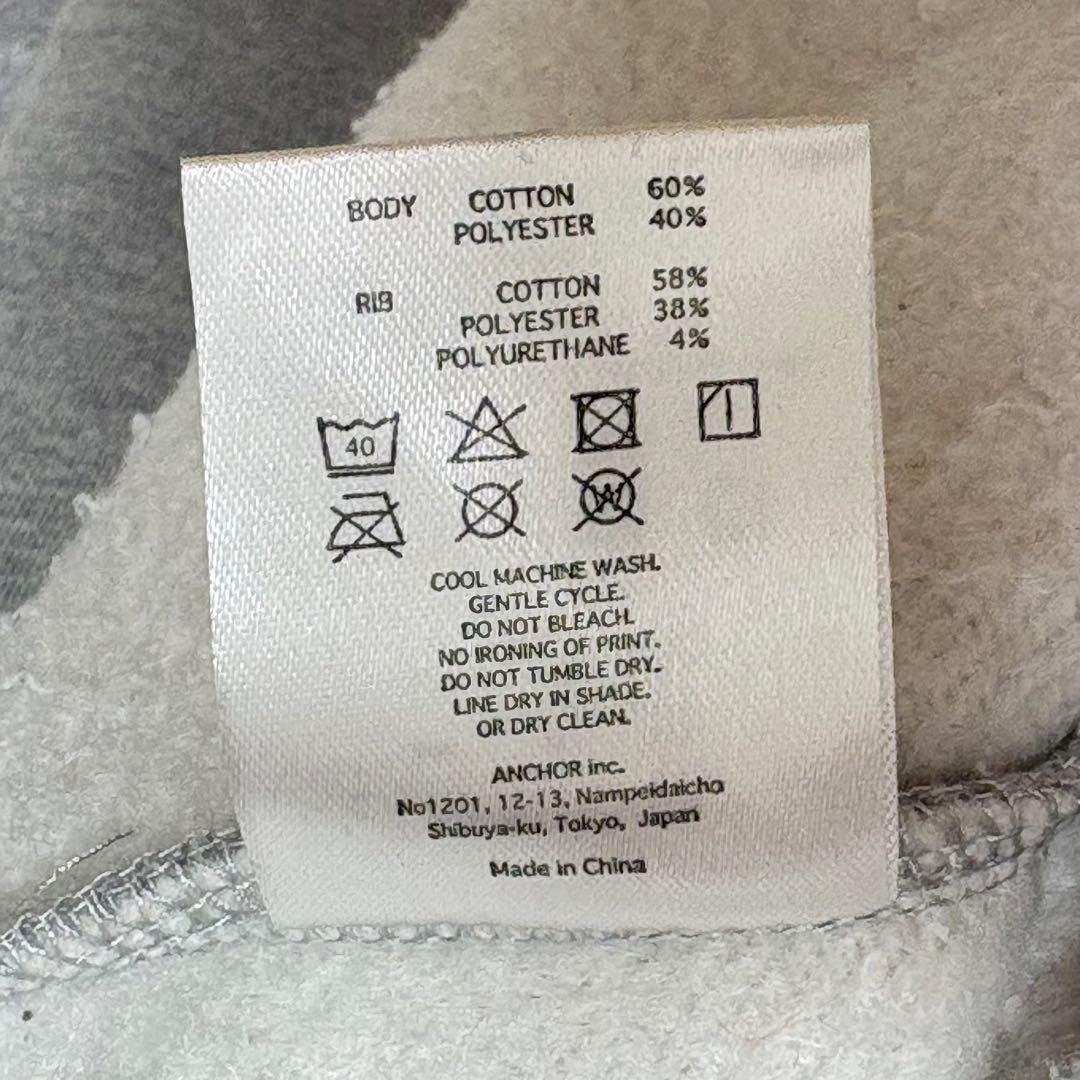 BODY COTTON 60%
POLYESTER 40%
RIB COTTON 58%
POLYESTER 38%
POLYURETHANE 4%
40
W
COOL MACHINE WASH.
GENTLE CYCLE.
DO NOT BLEACH.
NO IRONING OF PRINT.
DO NOT TUMBLE DRY.
LINE DRY IN SHADE.
OR DRY CLEAN.
ANCHOR inc.
No1201, 12-13, Nampeidaicho
Shibuya-ku, Tokyo, Japan
Made in China